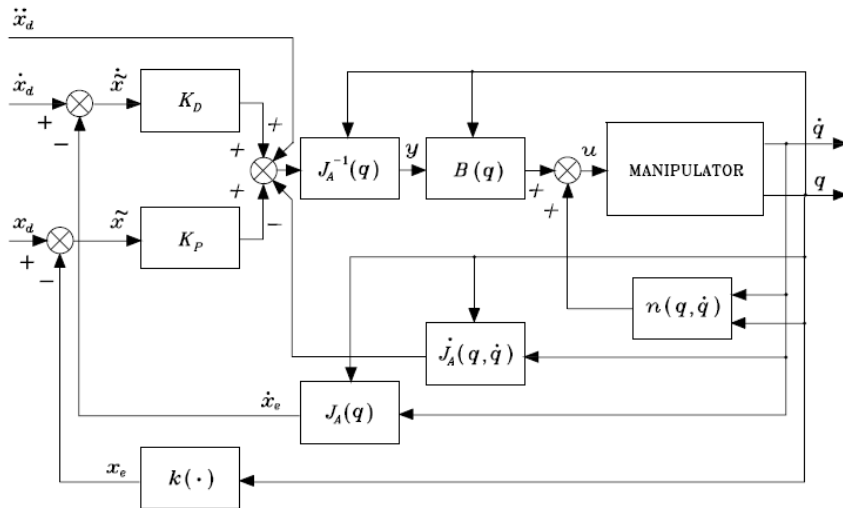 ẍ_d
ẋ_d
+
−
x̃̇
K_D
+
+
+
−
+
J_A⁻¹(q)
y
B(q)
+
+
u
MANIPULATOR
q̇
q
x_d
+
−
x̃
K_P
n(q, q̇)
J̇_A(q, q̇)
ẋ_e
J_A(q)
x_e
k(·)